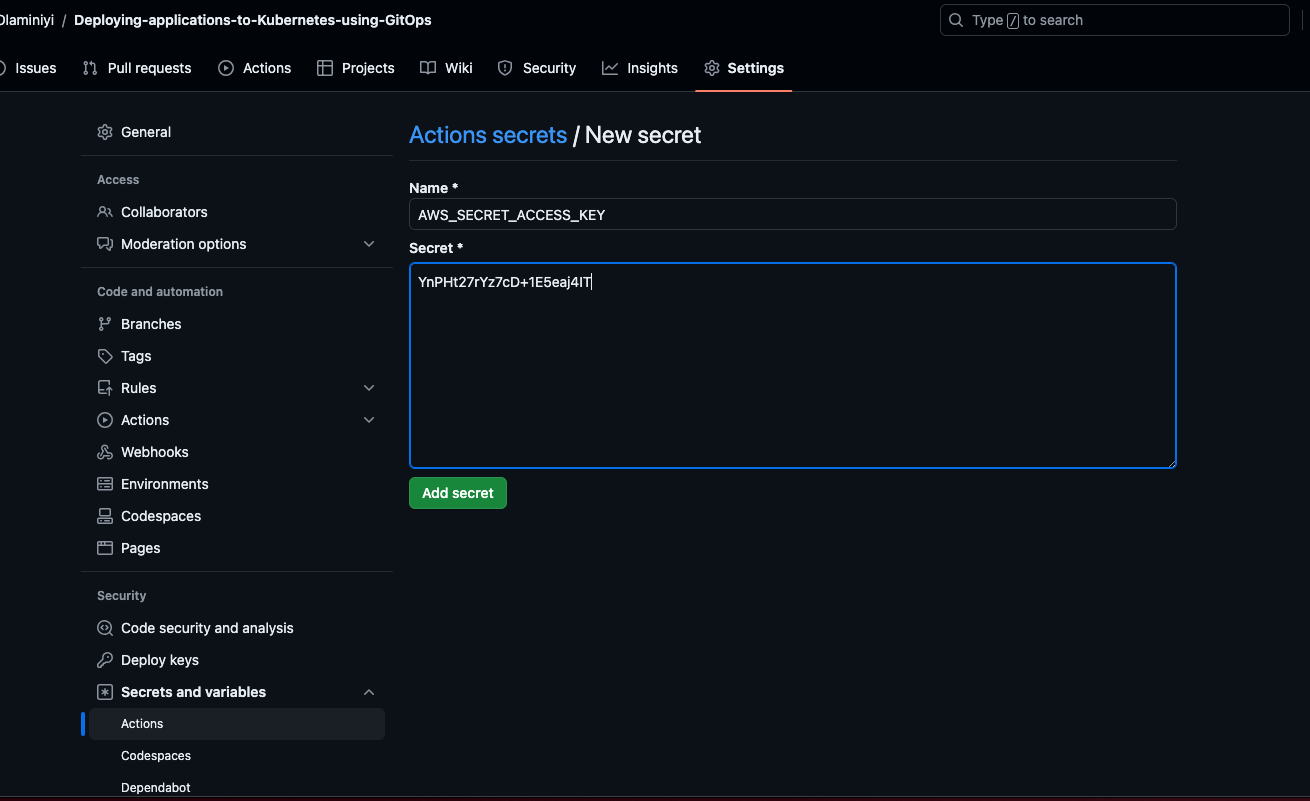 Olaminiyi / Deploying-applications-to-Kubernetes-using-GitOps
Type / to search
Issues Pull requests Actions Projects Wiki Security Insights Settings
General
Access
Collaborators
Moderation options
Code and automation
Branches
Tags
Rules
Actions
Webhooks
Environments
Codespaces
Pages
Security
Code security and analysis
Deploy keys
Secrets and variables
Actions
Codespaces
Dependabot
Actions secrets / New secret
Name *
AWS_SECRET_ACCESS_KEY
Secret *
YnPHt27rYz7cD+1E5eaj4IT
Add secret